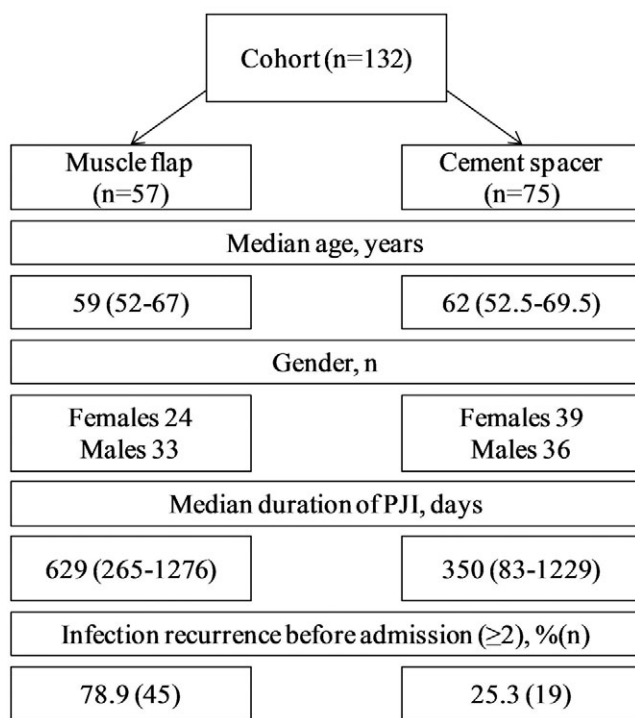 Cohort (n=132)
Muscle flap
(n=57)
Cement spacer
(n=75)
Median age, years
59 (52-67)
62 (52.5-69.5)
Gender, n
Females 24
Males 33
Females 39
Males 36
Median duration of PJI, days
629 (265-1276)
350 (83-1229)
Infection recurrence before admission (≥2), %(n)
78.9 (45)
25.3 (19)